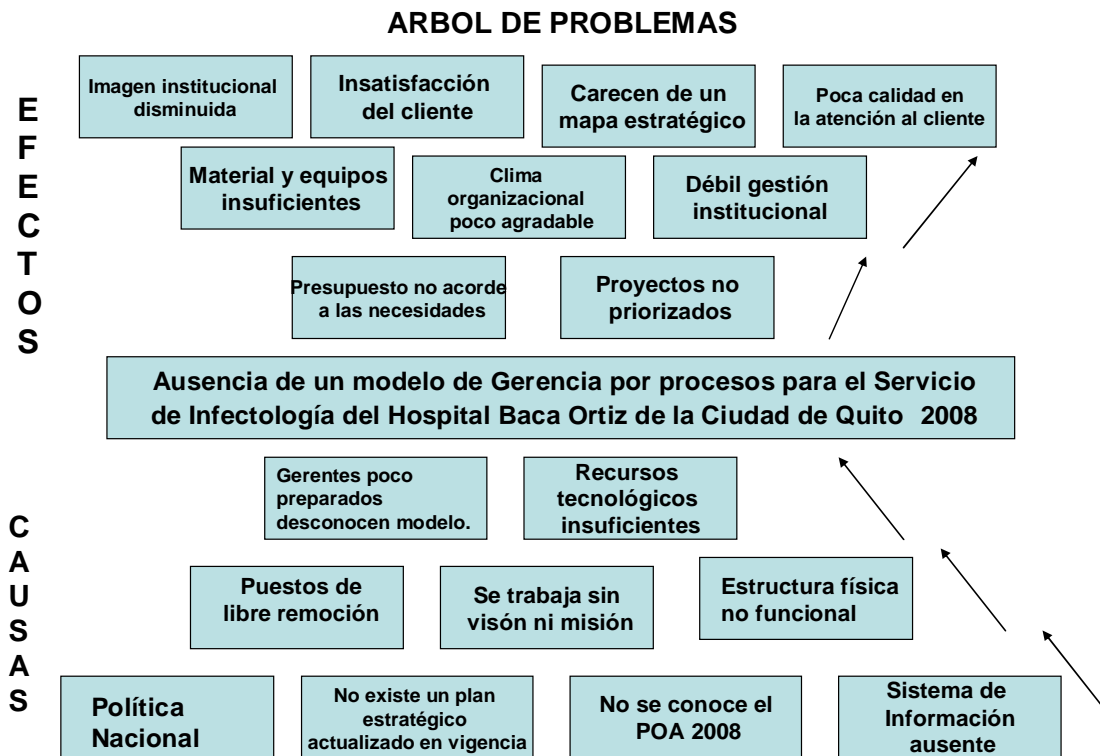 ARBOL DE PROBLEMAS
EFECTOS
Imagen institucional
disminuida
Insatisfacción
del cliente
Carecen de un
mapa estratégico
Poca calidad en
la atención al cliente
Material y equipos
insuficientes
Clima
organizacional
poco agradable
Débil gestión
institucional
Presupuesto no acorde
a las necesidades
Proyectos no
priorizados
Ausencia de un modelo de Gerencia por procesos para el Servicio
de Infectología del Hospital Baca Ortiz de la Ciudad de Quito 2008
CAUSAS
Gerentes poco
preparados
desconocen modelo.
Recursos
tecnológicos
insuficientes
Puestos de
libre remoción
Se trabaja sin
visón ni misión
Estructura física
no funcional
Política
Nacional
No existe un plan
estratégico
actualizado en vigencia
No se conoce el
POA 2008
Sistema de
Información
ausente